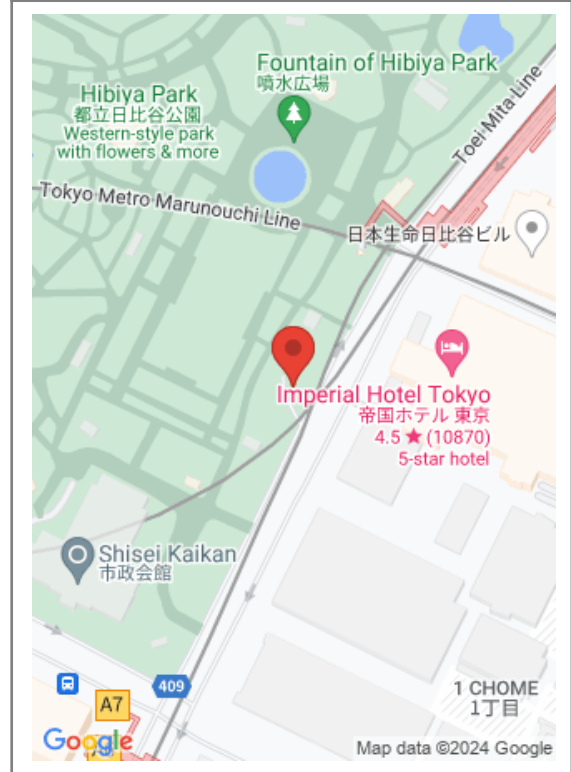 Fountain of Hibiya Park
噴水広場
Hibiya Park
都立日比谷公園
Western-style park
with flowers & more
Toei Mita Line
Tokyo Metro Marunouchi Line
日本生命日比谷ビル
Imperial Hotel Tokyo
帝国ホテル 東京
4.5 ★ (10870)
5-star hotel
Shisei Kaikan
市政会館
409
A7
1 CHOME
1丁目
Google
Map data ©2024 Google